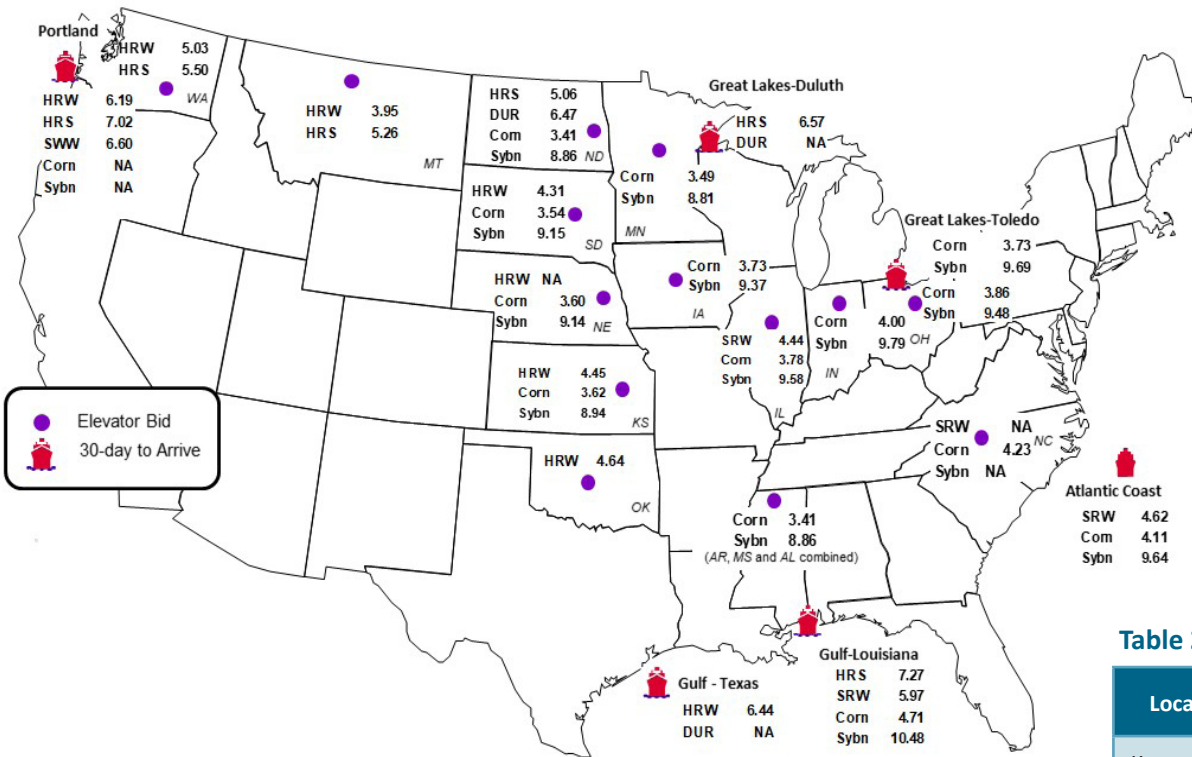 Portland
HRW 5.03
HRS 5.50
WA
HRW 6.19
HRS 7.02
SWW 6.60
Corn NA
Sybn NA
HRW 3.95
HRS 5.26
MT
HRS 5.06
DUR 6.47
Corn 3.41
Sybn 8.86
ND
Great Lakes-Duluth
HRS 6.57
DUR NA
Corn 3.49
Sybn 8.81
MN
HRW 4.31
Corn 3.54
Sybn 9.15
SD
Great Lakes-Toledo
Corn 3.73
Sybn 9.69
Corn 3.86
Sybn 9.48
OH
HRW NA
Corn 3.60
Sybn 9.14
NE
Corn 3.73
Sybn 9.37
IA
SRW 4.44
Corn 3.78
Sybn 9.58
IL
Corn 4.00
Sybn 9.79
IN
HRW 4.45
Corn 3.62
Sybn 8.94
KS
Elevator Bid
30-day to Arrive
HRW 4.64
OK
SRW NA
Corn 4.23
Sybn NA
NC
Atlantic Coast
SRW 4.62
Corn 4.11
Sybn 9.64
Corn 3.41
Sybn 8.86
(AR, MS and AL combined)
Gulf-Louisiana
HRS 7.27
SRW 5.97
Corn 4.71
Sybn 10.48
Gulf - Texas
HRW 6.44
DUR NA
Table
Loca